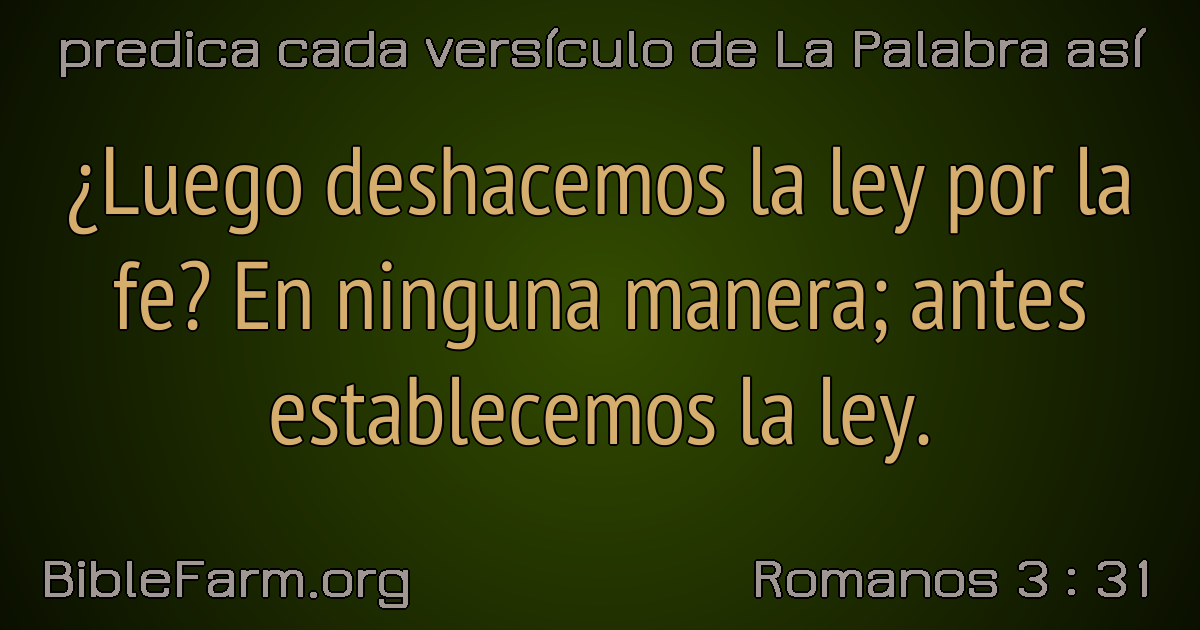 predica cada versículo de La Palabra así
¿Luego deshacemos la ley por la
fe? En ninguna manera; antes
establecemos la ley.
BibleFarm.org
Romanos 3 : 31